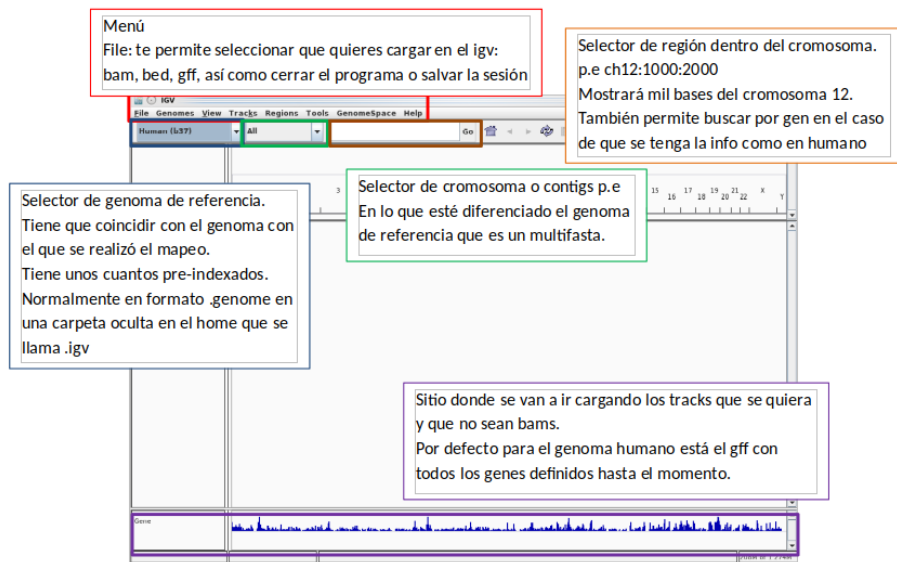 Menú
File: te permite seleccionar que quieres cargar en el igv:
bam, bed, gff, así como cerrar el programa o salvar la sesión
Selector de región dentro del cromosoma.
p.e ch12:1000:2000
Mostrará mil bases del cromosoma 12.
También permite buscar por gen en el caso
de que se tenga la info como en humano
IGV
File Genomes View Tracks Regions Tools GenomeSpace Help
Human (b37) All Go
3 15 16 17 18 19 20 21 22 X Y
Selector de genoma de referencia.
Tiene que coincidir con el genoma con
el que se realizó el mapeo.
Tiene unos cuantos pre-indexados.
Normalmente en formato .genome en
una carpeta oculta en el home que se
llama .igv
Selector de cromosoma o contigs p.e
En lo que esté diferenciado el genoma
de referencia que es un multifasta.
Sitio donde se van a ir cargando los tracks que se quiera
y que no sean bams.
Por defecto para el genoma humano está el gff con
todos los genes definidos hasta el momento.
Gene